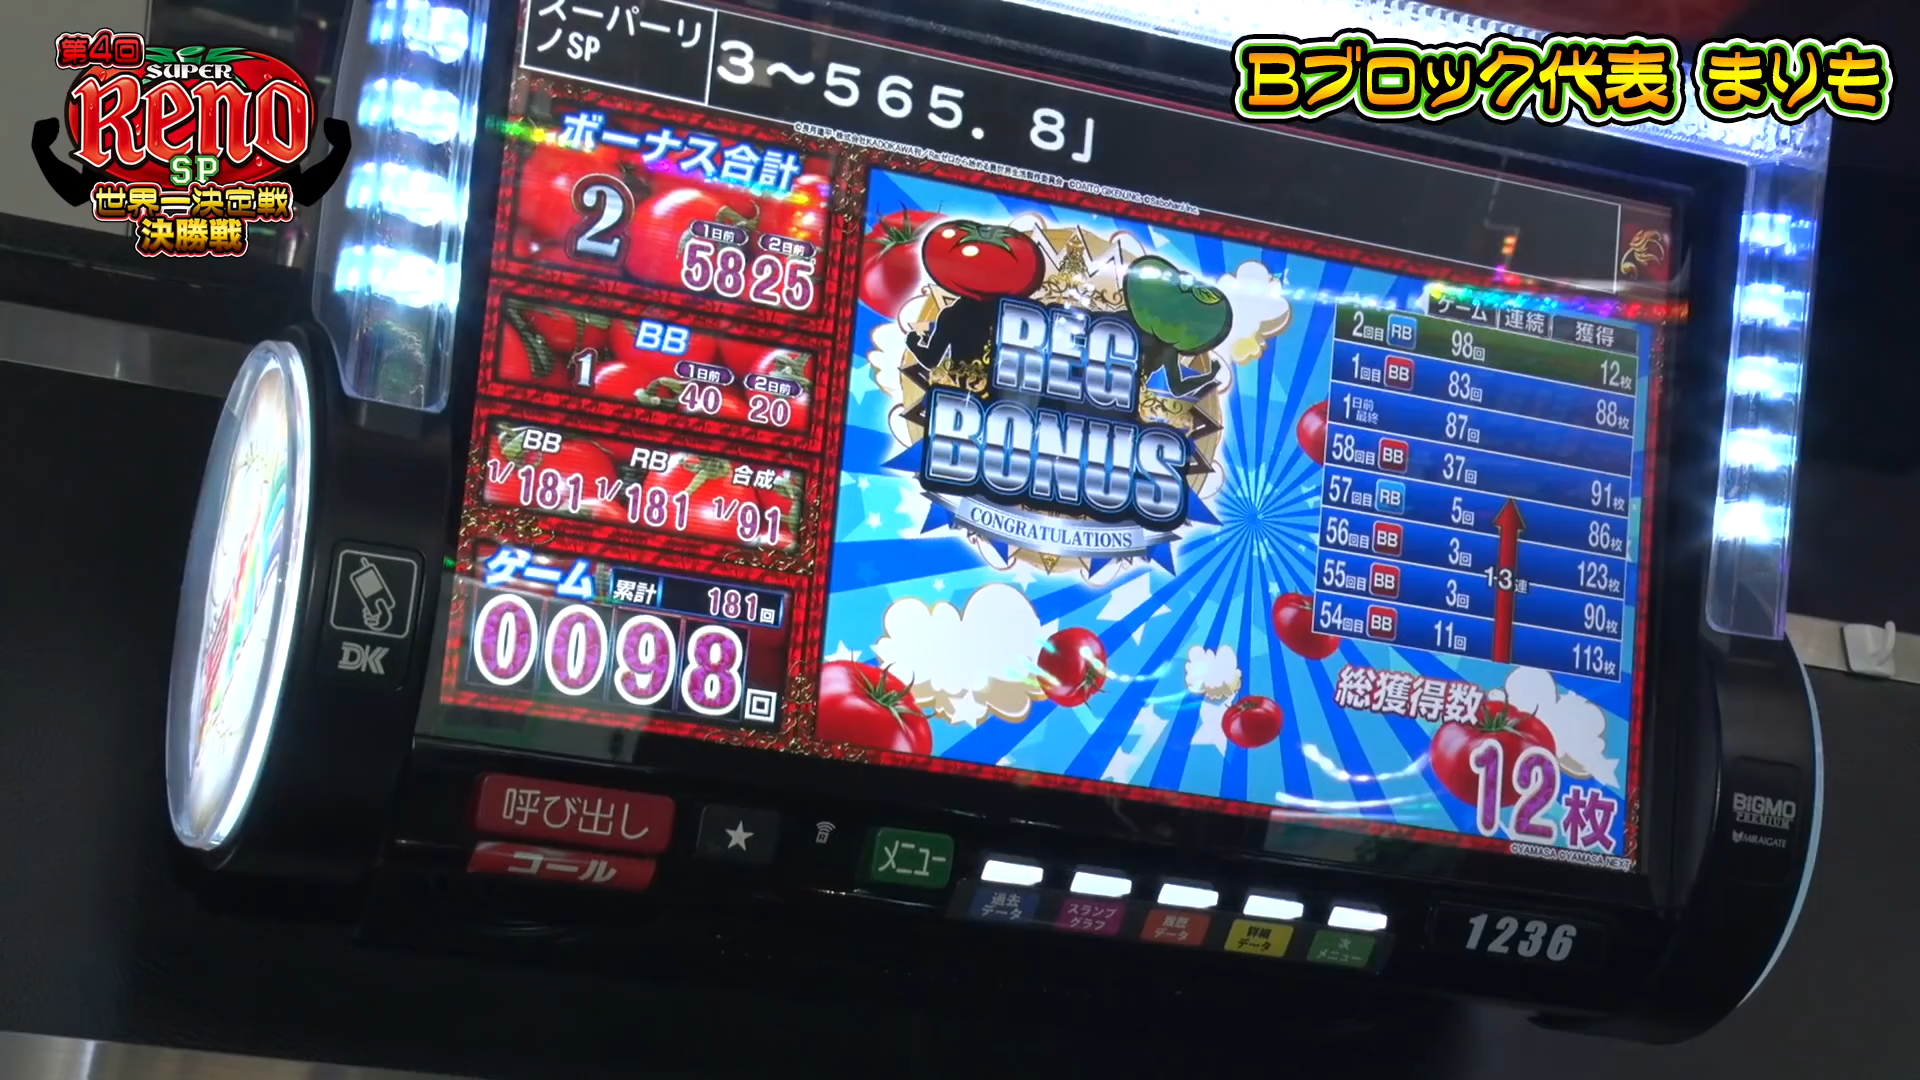 第4回
SUPER
Reno
SP
世界一決定戦
決勝戦
Bブロック代表 まりも
スーパーリ
ノSP
3～565. 8」
ボーナス合計
2
1日前 2日前
58 25
BB
1
1日前 2日前
40 20
BB RB 合成
1/181 1/181 1/91
ゲーム 累計 181回
0098回
REG
BONUS
CONGRATULATIONS
ゲーム 連続 獲得
2回目 RB 98回 12枚
1回目 BB 83回 88枚
1日前最終 87回
58回目 BB 37回 91枚
57回目 RB 5回 86枚
56回目 BB 3回 123枚
55回目 BB 3回 90枚
54回目 BB 11回 113枚
13連
総獲得数
12枚
©YAMASA ©YAMASA NEXT
DK
呼び出し
コール
★
メニュー
過去
データ
スランプ
グラフ
履歴
データ
詳細
データ
メニュー
1236
BiGMO
PREMIUM
MIRAIGATE